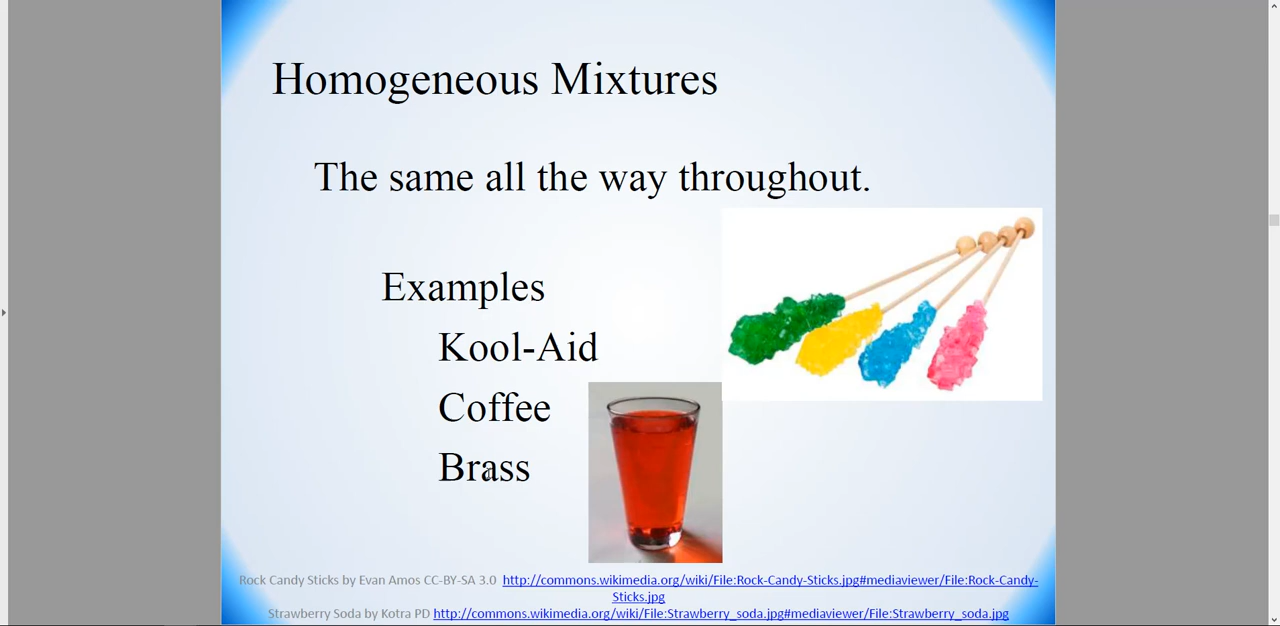 Homogeneous Mixtures
The same all the way throughout.
Examples
Kool-Aid
Coffee
Brass
Rock Candy Sticks by Evan Amos CC-BY-SA 3.0 http://commons.wikimedia.org/wiki/File:Rock-Candy-Sticks.jpg#mediaviewer/File:Rock-Candy-
Sticks.jpg
Strawberry Soda by Kotra PD http://commons.wikimedia.org/wiki/File:Strawberry_soda.jpg#mediaviewer/File:Strawberry_soda.jpg